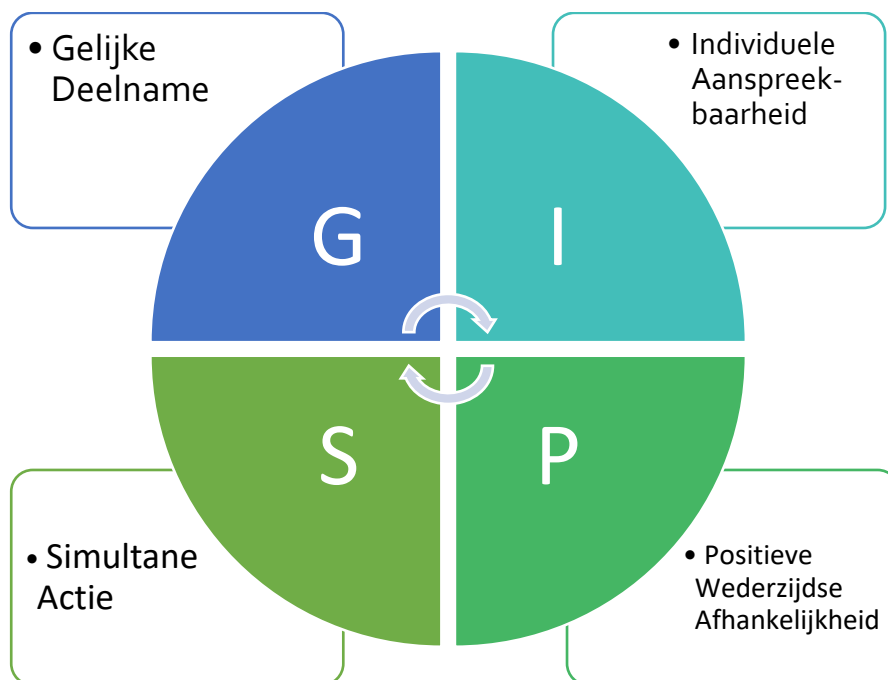 • Gelijke
Deelname
• Individuele
Aanspreek-
baarheid
G
I
S
P
• Simultane
Actie
• Positieve
Wederzijdse
Afhankelijkheid